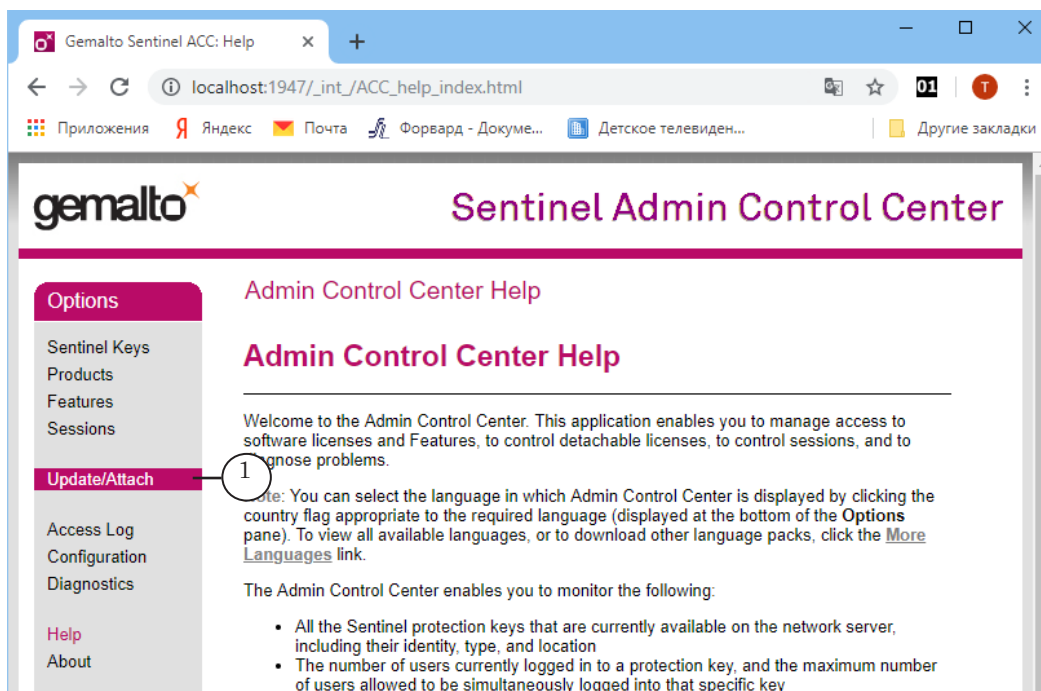 Gemalto Sentinel ACC: Help
localhost:1947/_int_/ACC_help_index.html
01
T
Приложения
Я Яндекс
Почта
Форвард - Докуме...
Детское телевиден...
Другие закладки
gemalto
Sentinel Admin Control Center
Options
Sentinel Keys
Products
Features
Sessions
Update/Attach
1
Access Log
Configuration
Diagnostics
Help
About
Admin Control Center Help
Admin Control Center Help
Welcome to the Admin Control Center. This application enables you to manage access to
software licenses and Features, to control detachable licenses, to control sessions, and to
diagnose problems.
Note: You can select the language in which Admin Control Center is displayed by clicking the
country flag appropriate to the required language (displayed at the bottom of the Options
pane). To view all available languages, or to download other language packs, click the More
Languages link.
The Admin Control Center enables you to monitor the following:
All the Sentinel protection keys that are currently available on the network server,
including their identity, type, and location
The number of users currently logged in to a protection key, and the maximum number
of users allowed to be simultaneously logged into that specific key